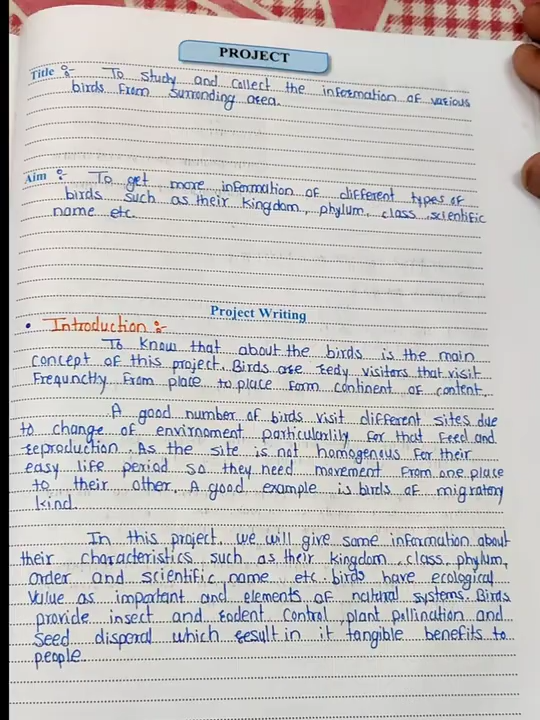 PROJECT
Title :- To study and collect the information of various
birds from surronding area.
Aim :- To get more information of different types of
birds such as their kingdom, phylum, class, scientific
name etc.
Project Writing
• Introduction :-
To know that about the birds is the main
concept of this project. Birds are reedy visitors that visit
Frequnctly from place to place form continent of content.
A good number of birds visit different sites due
to change of envirnoment particularlily for that feed and
reproduction. As the site is not homogenous for their
easy life period so they need movement from one place
to their other. A good example is birds of migratory
kind.
In this project we will give some information about
their characteristics such as their kingdom, class, phylum,
order and scientific name etc. birds have ecological
value as important and elements of natural systems. Birds
provide insect and rodent control, plant pollination and
seed disperal which result in it tangible benefits to
people.